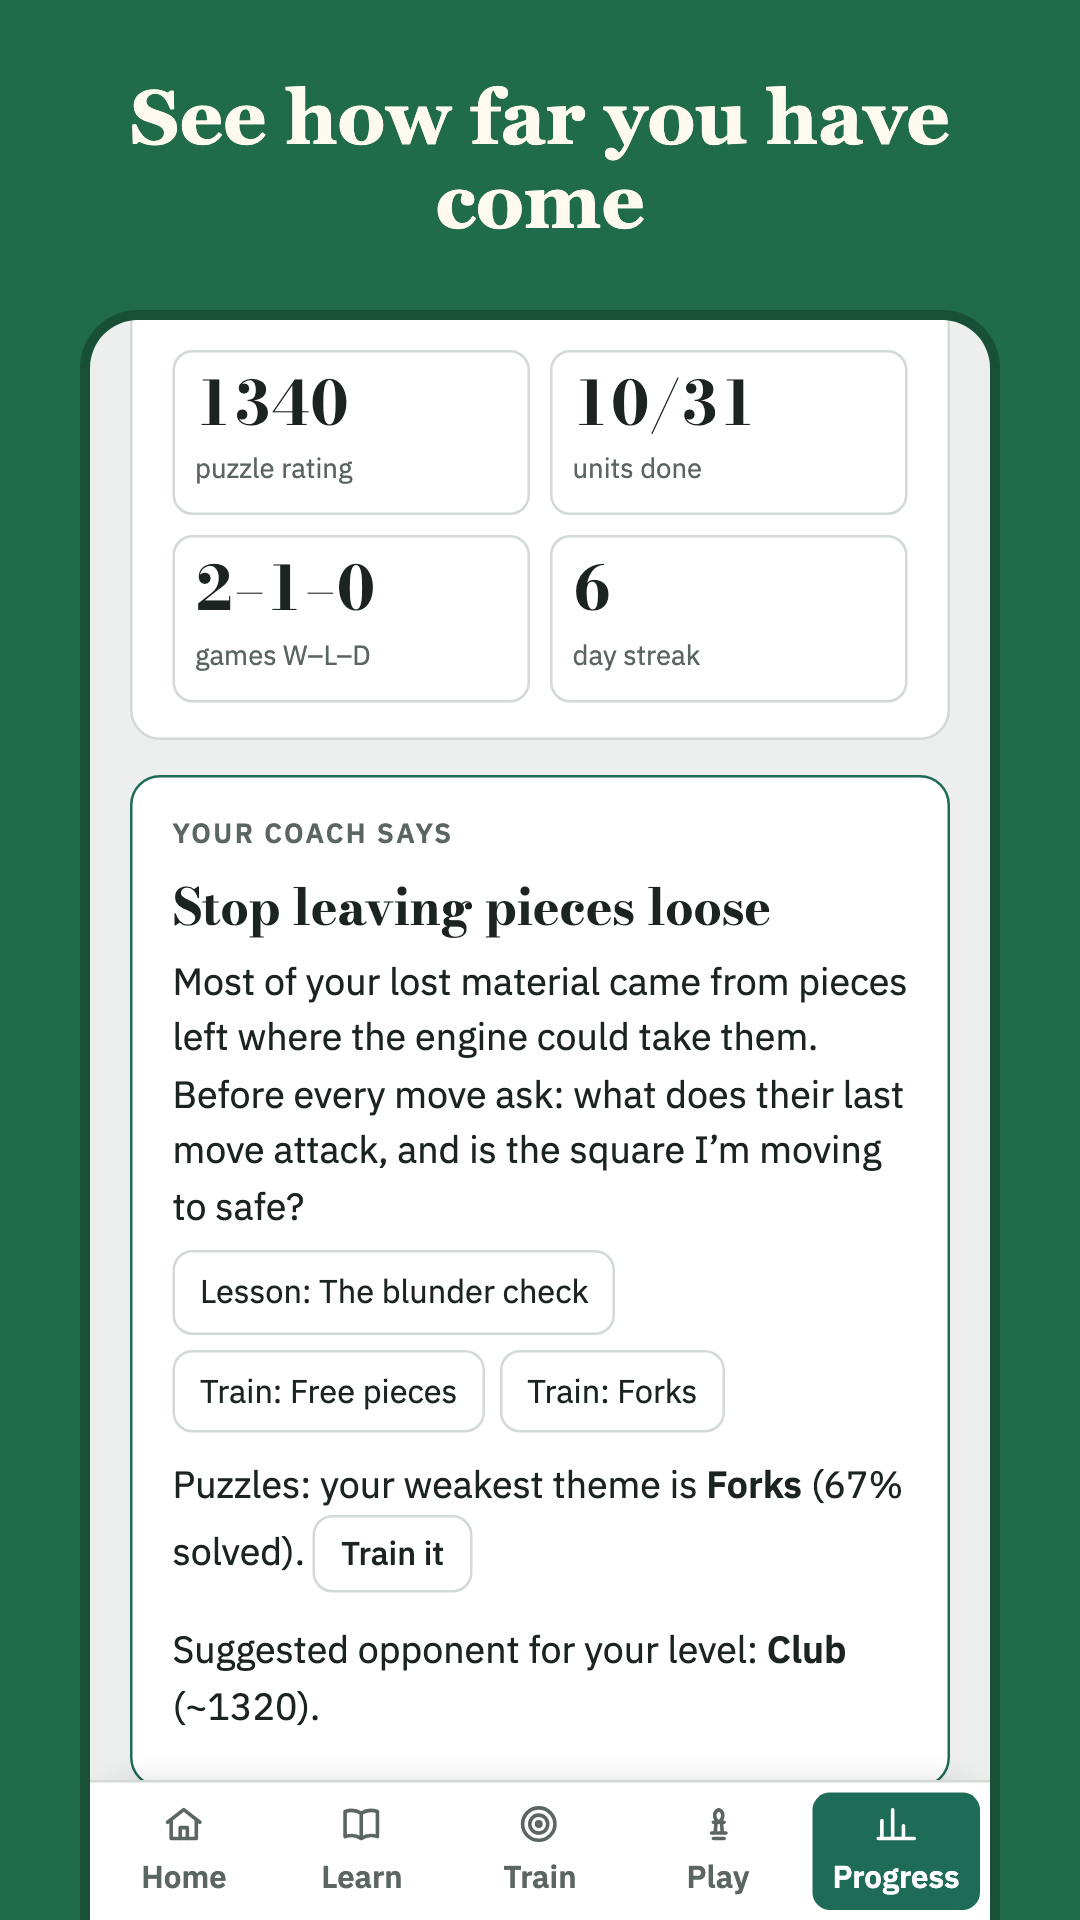 See how far you have
come
1340
puzzle rating
10/31
units done
2–1–0
games W–L–D
6
day streak
YOUR COACH SAYS
Stop leaving pieces loose
Most of your lost material came from pieces
left where the engine could take them.
Before every move ask: what does their last
move attack, and is the square I’m moving
to safe?
Lesson: The blunder check
Train: Free pieces
Train: Forks
Puzzles: your weakest theme is Forks (67%
solved). Train it
Suggested opponent for your level: Club
(~1320).
Home
Learn
Train
Play
Progress